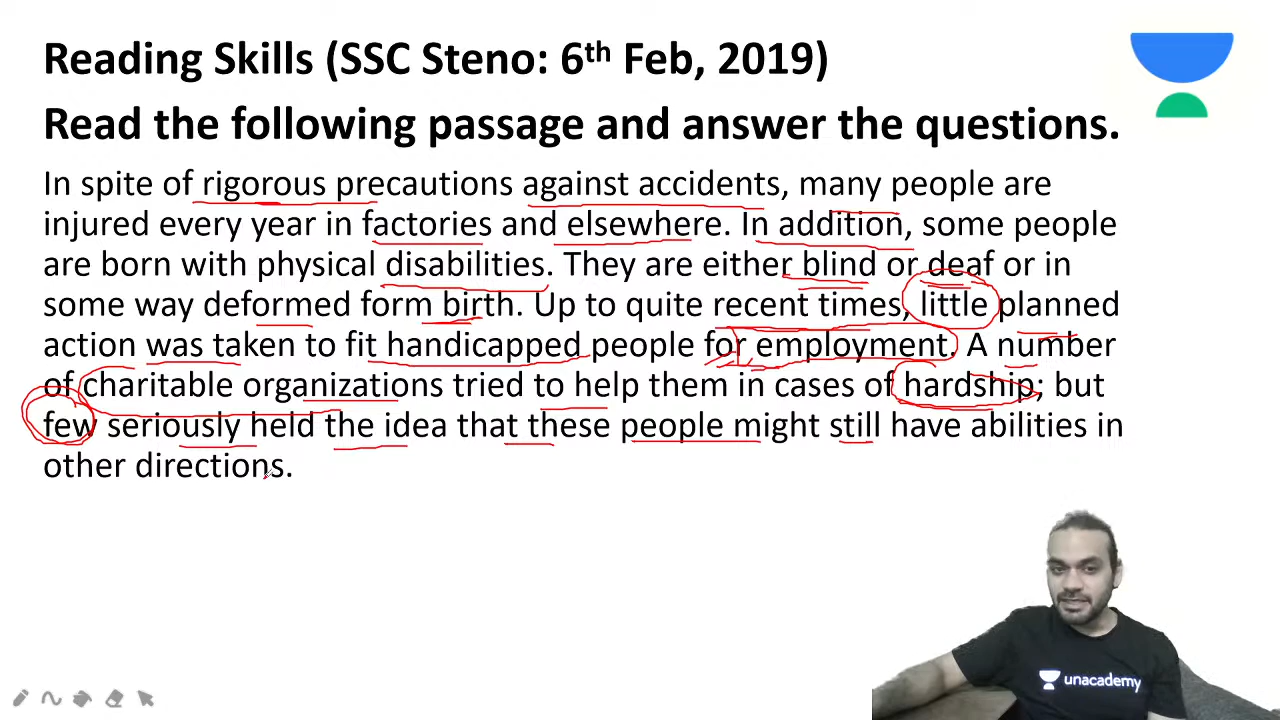 Reading Skills (SSC Steno: 6th Feb, 2019)
Read the following passage and answer the questions.
In spite of rigorous precautions against accidents, many people are
injured every year in factories and elsewhere. In addition, some people
are born with physical disabilities. They are either blind or deaf or in
some way deformed form birth. Up to quite recent times, little planned
action was taken to fit handicapped people for employment. A number
of charitable organizations tried to help them in cases of hardship; but
few seriously held the idea that these people might still have abilities in
other directions.
unacademy